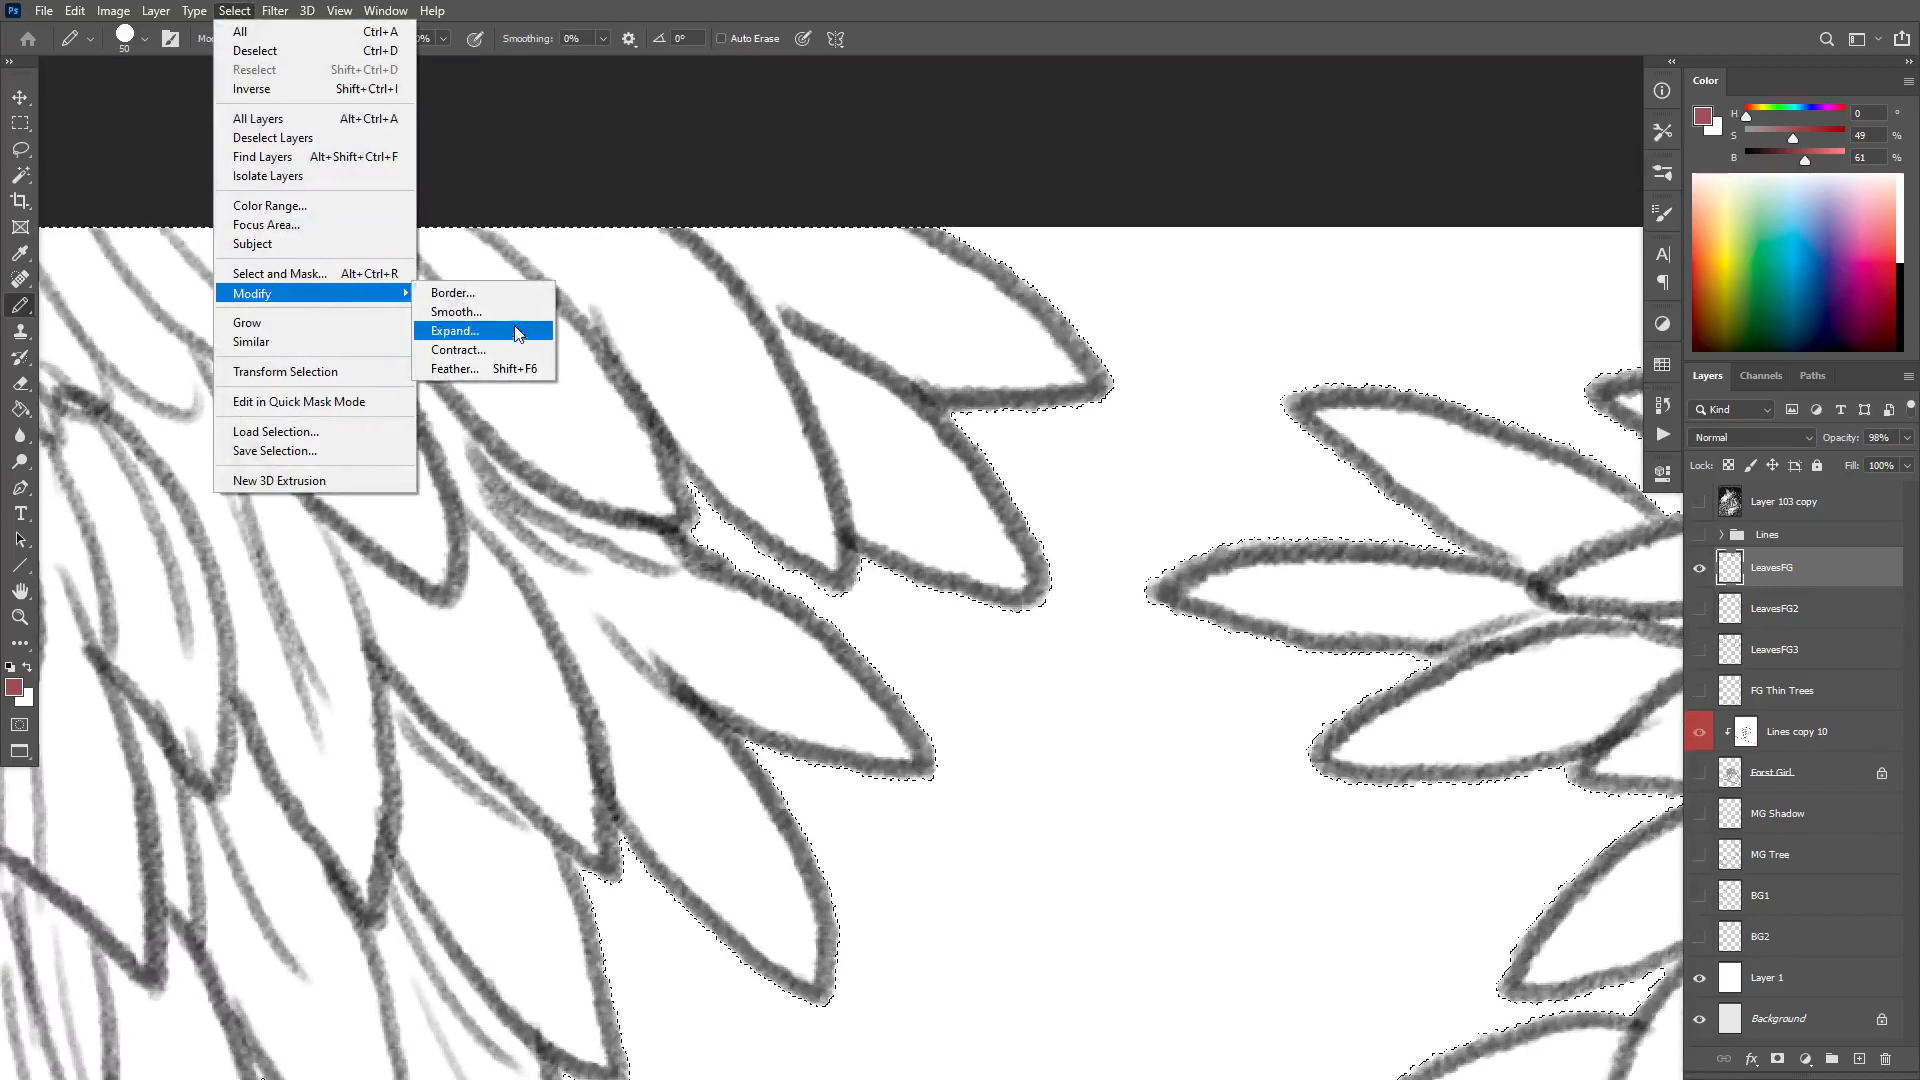 Ps File Edit Image Layer Type Select Filter 3D View Window Help
50 Mo 0% Smoothing: 0% 0° Auto Erase
All Ctrl+A
Deselect Ctrl+D
Reselect Shift+Ctrl+D
Inverse Shift+Ctrl+I
All Layers Alt+Ctrl+A
Deselect Layers
Find Layers Alt+Shift+Ctrl+F
Isolate Layers
Color Range...
Focus Area...
Subject
Select and Mask... Alt+Ctrl+R
Modify
Grow
Similar
Transform Selection
Edit in Quick Mask Mode
Load Selection...
Save Selection...
New 3D Extrusion
Border...
Smooth...
Expand...
Contract...
Feather... Shift+F6
Color
H 0 °
S 49 %
B 61 %
Layers Channels Paths
Kind
Normal Opacity: 98%
Lock: Fill: 100%
Layer 103 copy
Lines
LeavesFG
LeavesFG2
LeavesFG3
FG Thin Trees
Lines copy 10
Forst Girl
MG Shadow
MG Tree
BG1
BG2
Layer 1
Background